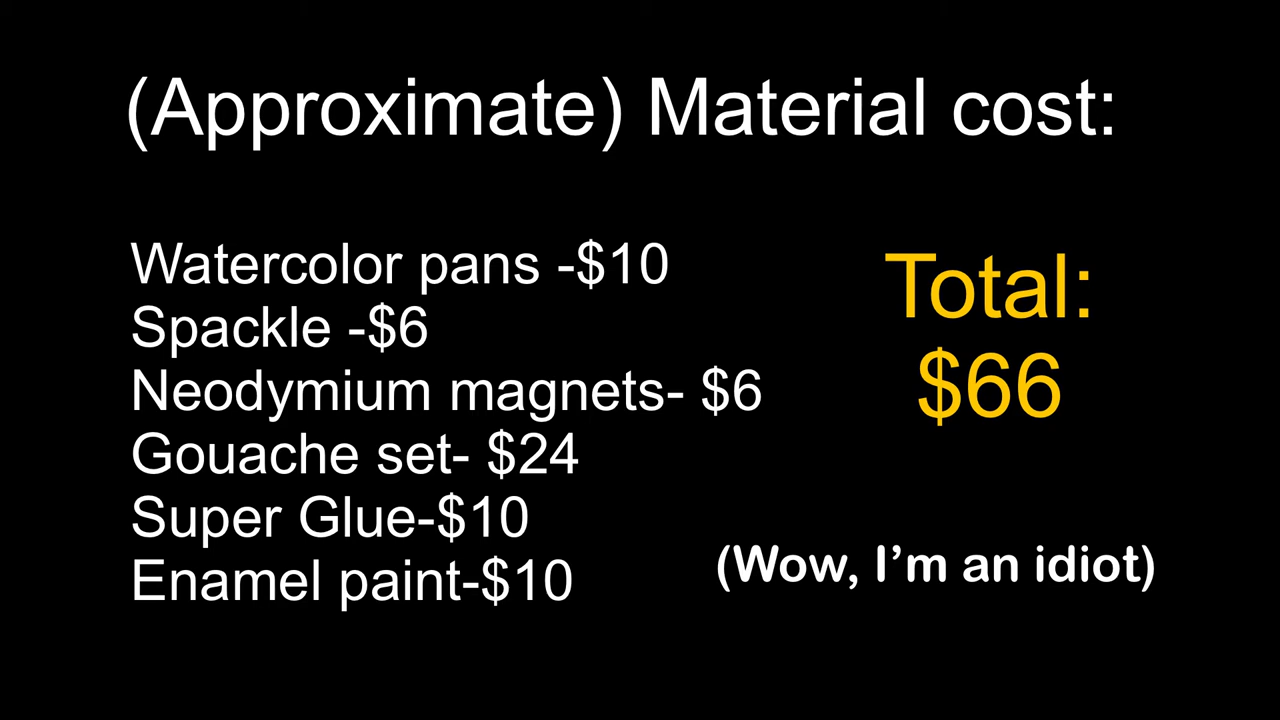 (Approximate) Material cost:
Watercolor pans -$10
Spackle -$6
Neodymium magnets- $6
Gouache set- $24
Super Glue-$10
Enamel paint-$10
Total:
$66
(Wow, I’m an idiot)